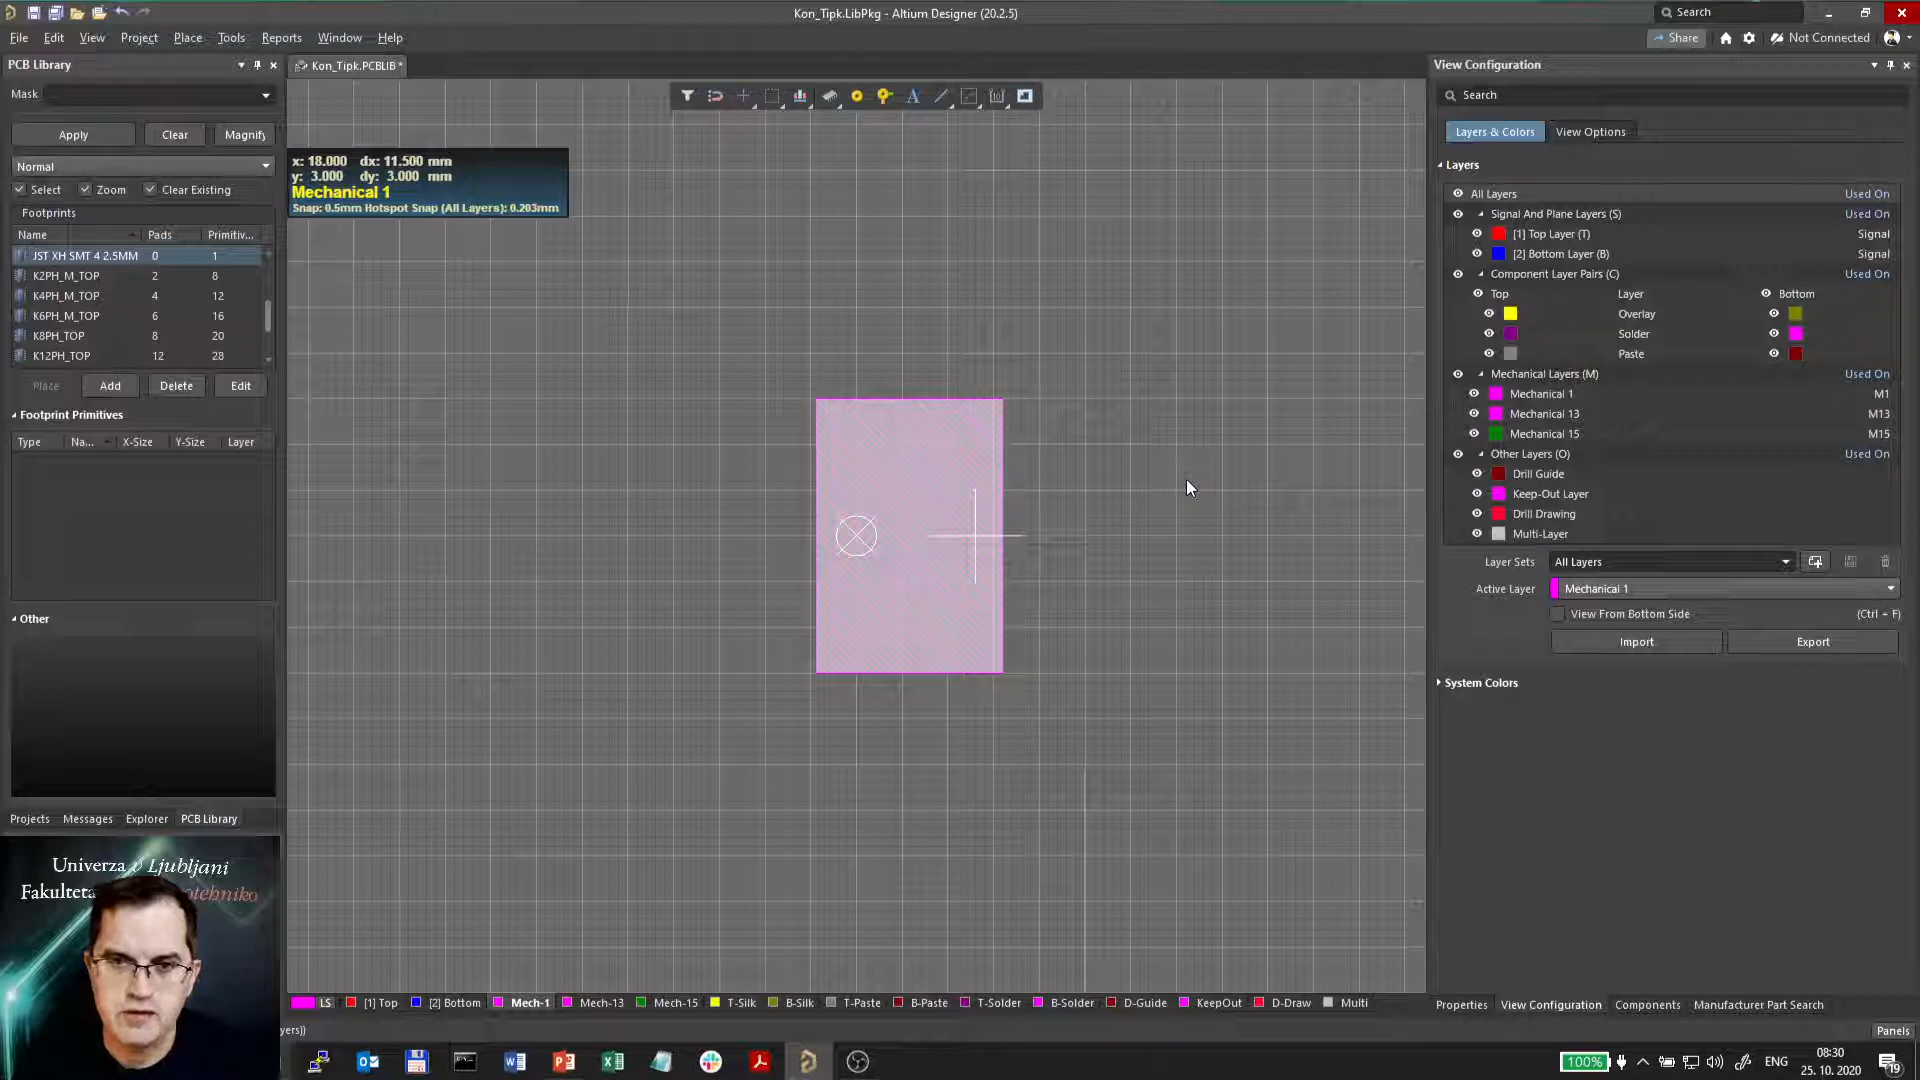 Kon_Tipk.LibPkg - Altium Designer (20.2.5)
Search
File Edit View Project Place Tools Reports Window Help
Share
Not Connected
PCB Library
Kon_Tipk.PCBLIB *
View Configuration
Mask
Search
Apply Clear Magnify
Layers & Colors View Options
Normal
x: 18.000 dx: 11.500 mm
y: 3.000 dy: 3.000 mm
Mechanical 1
Snap: 0.5mm Hotspot Snap (All Layers): 0.203mm
Select Zoom Clear Existing
Footprints
Name Pads Primitiv...
JST XH SMT 4 2.5MM 0 1
K2PH_M_TOP 2 8
K4PH_M_TOP 4 12
K6PH_M_TOP 6 16
K8PH_TOP 8 20
K12PH_TOP 12 28
Place Add Delete Edit
Footprint Primitives
Type Na... X-Size Y-Size Layer
Other
Projects Messages Explorer PCB Library
Layers
All Layers Used On
Signal And Plane Layers (S) Used On
[1] Top Layer (T) Signal
[2] Bottom Layer (B) Signal
Component Layer Pairs (C) Used On
Top Layer Bottom
Overlay
Solder
Paste
Mechanical Layers (M) Used On
Mechanical 1 M1
Mechanical 13 M13
Mechanical 15 M15
Other Layers (O) Used On
Drill Guide
Keep-Out Layer
Drill Drawing
Multi-Layer
Layer Sets All Layers
Active Layer Mechanical 1
View From Bottom Side (Ctrl + F)
Import Export
System Colors
Univerza v Ljubljani
Fakulteta
LS [1] Top [2] Bottom Mech-1 Mech-13 Mech-15 T-Silk B-Silk T-Paste B-Paste T-Solder B-Solder D-Guide KeepOut D-Draw Multi
Properties View Configuration Components Manufacturer Part Search
yers))
Panels
100% ENG 08:30
25. 10. 2020
19